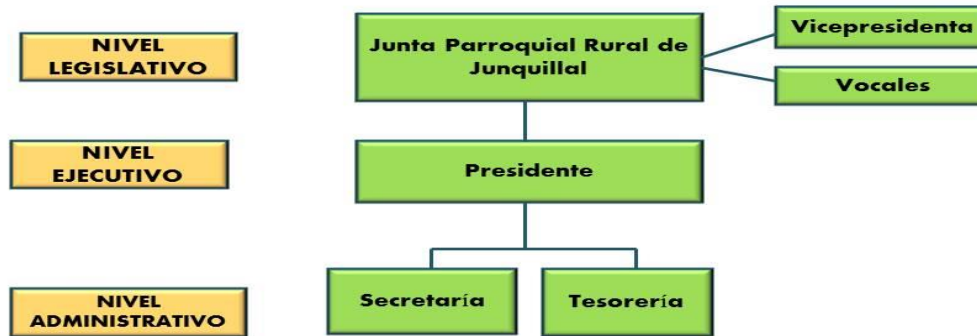 NIVEL
LEGISLATIVO
Junta Parroquial Rural de
Junquillal
Vicepresidenta
Vocales
NIVEL
EJECUTIVO
Presidente
NIVEL
ADMINISTRATIVO
Secretaría
Tesorería